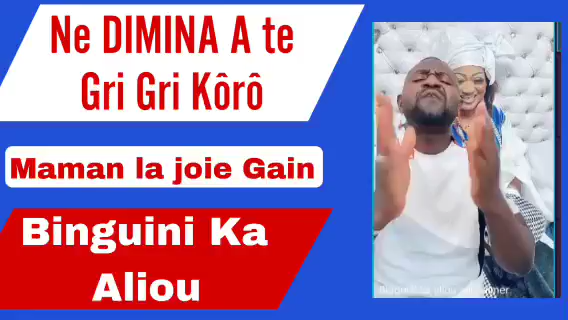 Ne DIMINA A te
Gri Gri Kôrô
Maman la joie Gain
Binguini Ka
Aliou